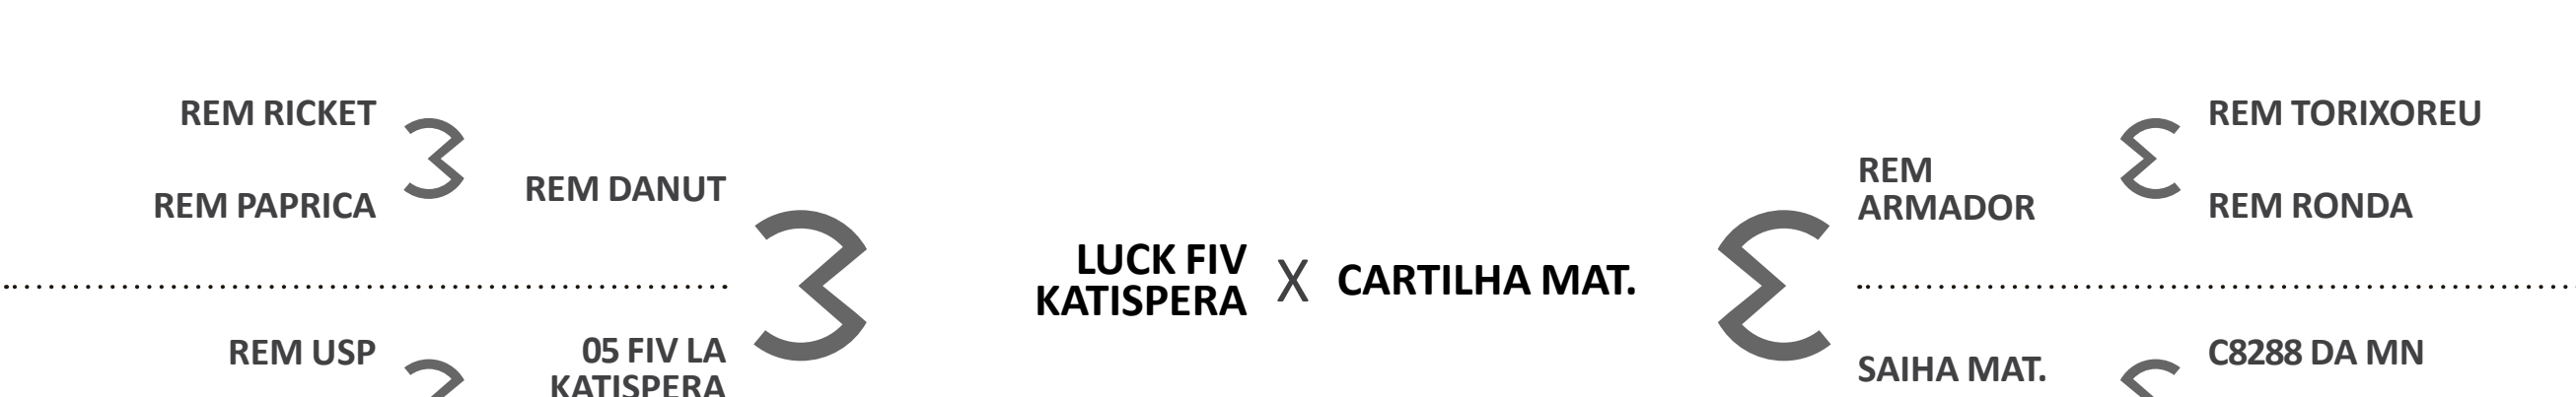 REM RICKET
REM PAPRICA
REM DANUT
REM USP
05 FIV LA
KATISPERA
LUCK FIV
KATISPERA
X
CARTILHA MAT.
REM
ARMADOR
REM TORIXOREU
REM RONDA
SAIHA MAT.
C8288 DA MN